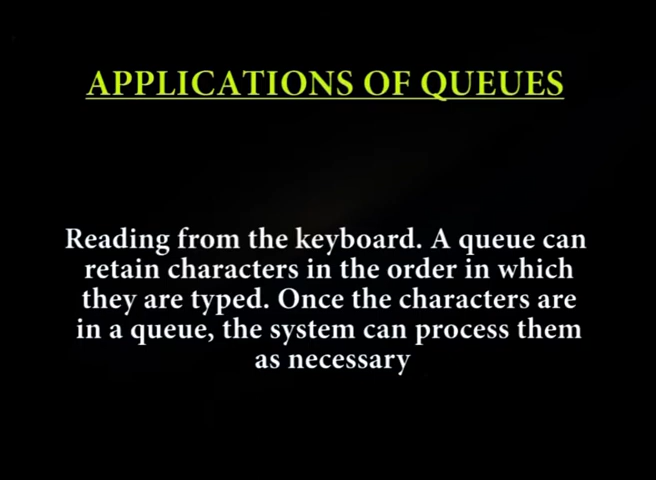 APPLICATIONS OF QUEUES
Reading from the keyboard. A queue can
retain characters in the order in which
they are typed. Once the characters are
in a queue, the system can process them
as necessary